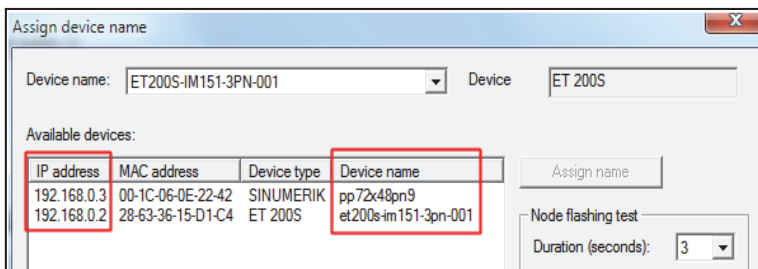 Assign device name
Device name: ET200S-IM151-3PN-001 Device ET 200S
Available devices:
IP address MAC address Device type Device name Assign name
192.168.0.3 00-1C-06-0E-22-42 SINUMERIK pp72x48pn9
192.168.0.2 28-63-36-15-D1-C4 ET 200S et200s-im151-3pn-001
Node flashing test
Duration (seconds): 3